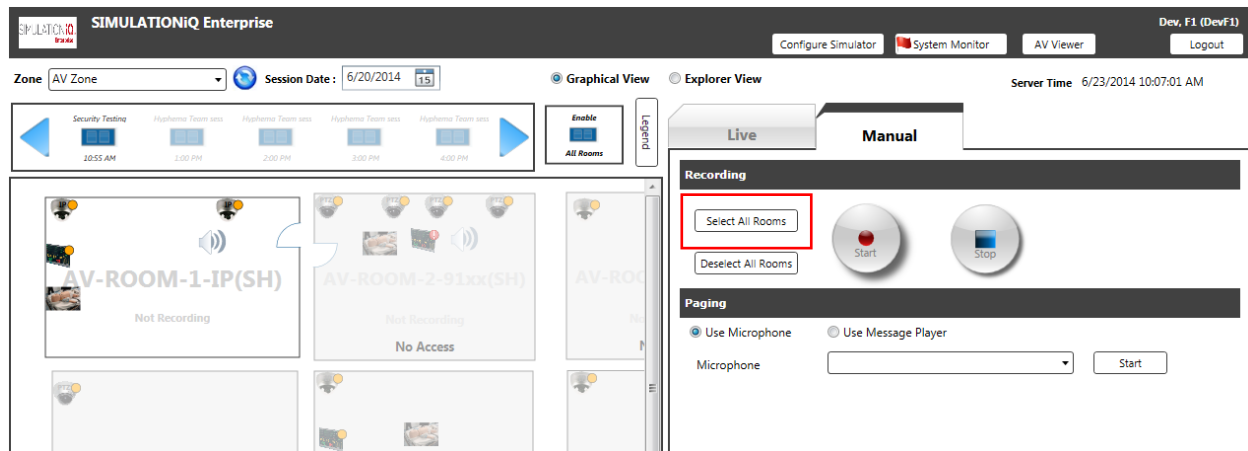 SIMULATIONiQ
SIMULATIONiQ Enterprise
Dev, F1 (DevF1)
Configure Simulator
System Monitor
AV Viewer
Logout
Zone
AV Zone
Session Date :
6/20/2014
15
Graphical View
Explorer View
Server Time 6/23/2014 10:07:01 AM
Security Testing
10:55 AM
Hyphema Team sess
1:00 PM
Hyphema Team sess
2:00 PM
Hyphema Team sess
3:00 PM
Hyphema Team sess
4:00 PM
Enable
All Rooms
Legend
Live
Manual
Recording
Select All Rooms
Deselect All Rooms
Start
Stop
Paging
Use Microphone
Use Message Player
Microphone
Start
AV-ROOM-1-IP(SH)
Not Recording
AV-ROOM-2-91xx(SH)
Not Recording
No Access
AV-ROO
No
N